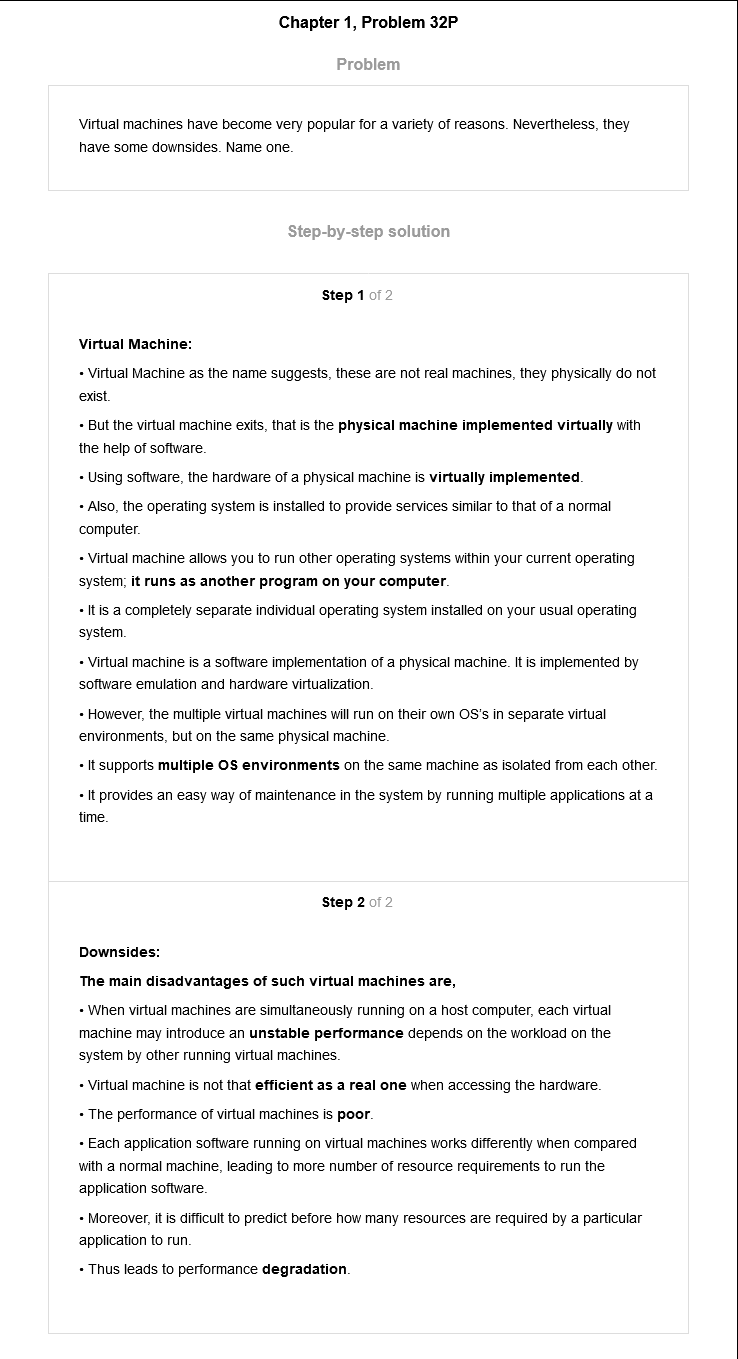 Chapter 1, Problem 32P
Problem
Virtual machines have become very popular for a variety of reasons. Nevertheless, they
have some downsides. Name one.
Step-by-step solution
Step 1 of 2
Virtual Machine:
• Virtual Machine as the name suggests, these are not real machines, they physically do not
exist.
• But the virtual machine exits, that is the physical machine implemented virtually with
the help of software.
• Using software, the hardware of a physical machine is virtually implemented.
• Also, the operating system is installed to provide services similar to that of a normal
computer.
• Virtual machine allows you to run other operating systems within your current operating
system; it runs as another program on your computer.
• It is a completely separate individual operating system installed on your usual operating
system.
• Virtual machine is a software implementation of a physical machine. It is implemented by
software emulation and hardware virtualization.
• However, the multiple virtual machines will run on their own OS's in separate virtual
environments, but on the same physical machine.
• It supports multiple OS environments on the same machine as isolated from each other.
• It provides an easy way of maintenance in the system by running multiple applications at a
time.
Step 2 of 2
Downsides:
The main disadvantages of such virtual machines are,
• When virtual machines are simultaneously running on a host computer, each virtual
machine may introduce an unstable performance depends on the workload on the
system by other running virtual machines.
• Virtual machine is not that efficient as a real one when accessing the hardware.
• The performance of virtual machines is poor.
• Each application software running on virtual machines works differently when compared
with a normal machine, leading to more number of resource requirements to run the
application software.
• Moreover, it is difficult to predict before how many resources are required by a particular
application to run.
• Thus leads to performance degradation.